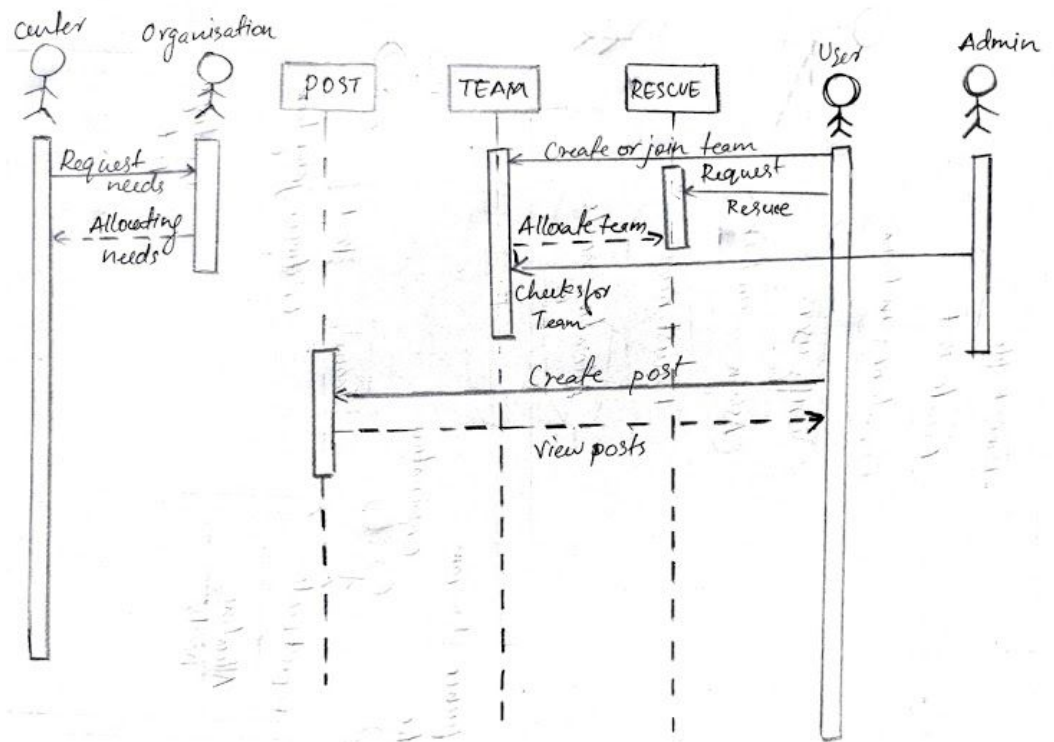 Center
Organisation
POST
TEAM
RESCUE
User
Admin
Request
needs
Allocating
needs
Create or join team
Request
Rescue
Allocate team
Checks for
Team
Create post
View posts